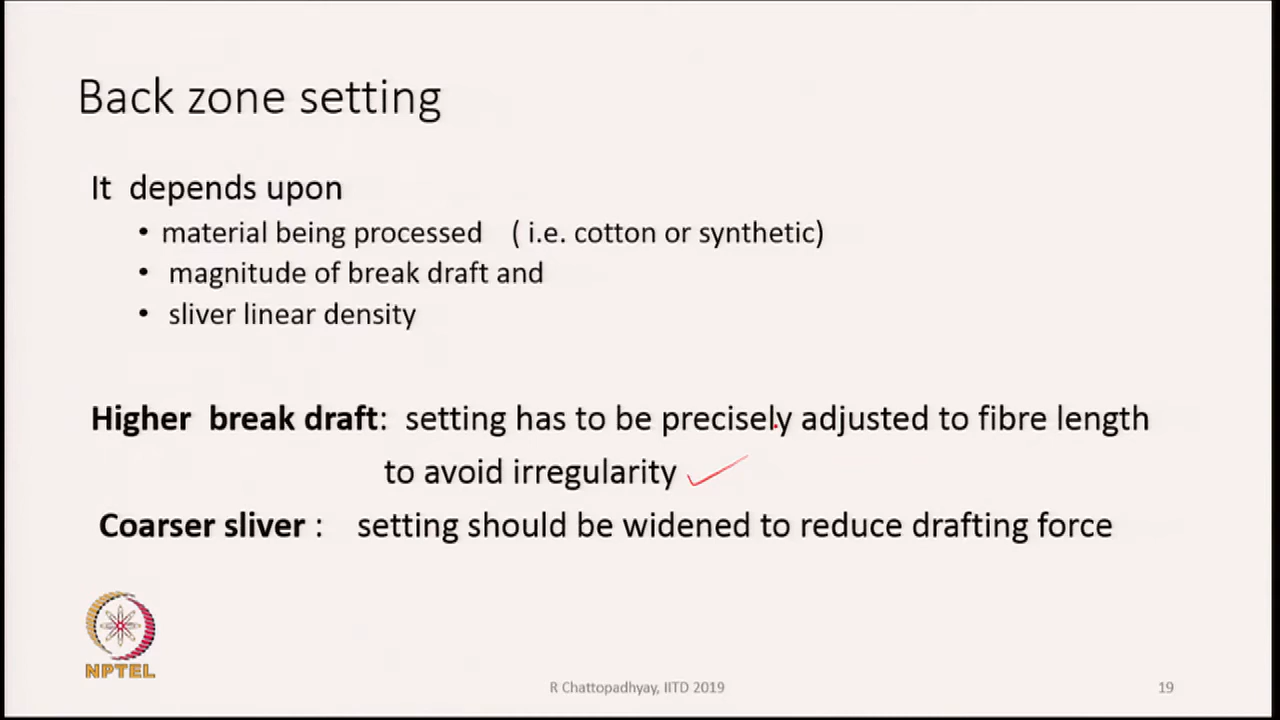 Back zone setting
It depends upon
• material being processed ( i.e. cotton or synthetic)
• magnitude of break draft and
• sliver linear density
Higher break draft: setting has to be precisely adjusted to fibre length
to avoid irregularity
Coarser sliver : setting should be widened to reduce drafting force
NPTEL
R Chattopadhyay, IITD 2019
19